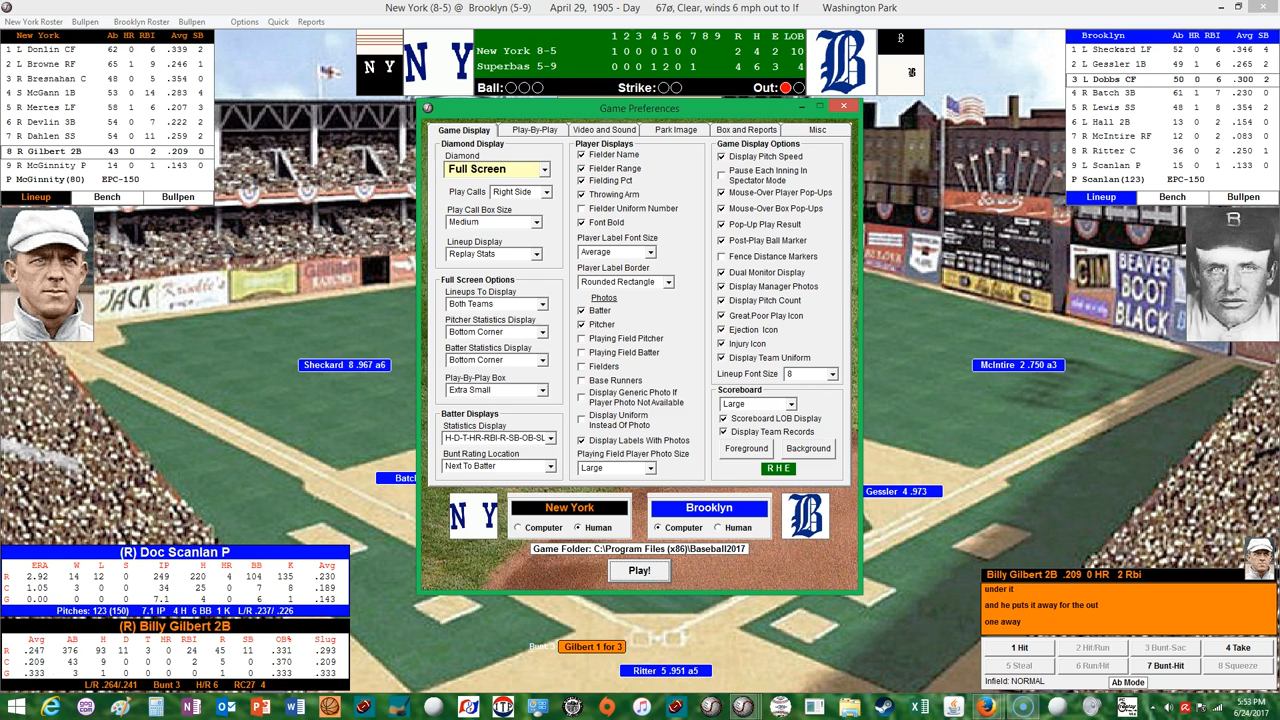 New York (8-5) @ Brooklyn (5-9) April 29, 1905 - Day 67ø, Clear, winds 6 mph out to lf Washington Park
New York Roster Bullpen Brooklyn Roster Bullpen Options Quick Reports
New York Ab HR RBI Avg SB
1 L Donlin CF 62 0 6 .339 2
2 L Browne RF 65 1 9 .246 1
3 R Bresnahan C 48 0 5 .354 0
4 S McGann 1B 53 1 14 .283 4
5 R Mertes LF 58 1 6 .207 3
6 R Devlin 3B 54 0 7 .222 2
7 R Dahlen SS 54 0 11 .259 2
8 R Gilbert 2B 43 0 2 .209 0
9 R McGinnity P 14 0 1 .143 0
P McGinnity(80) EPC-150
Lineup Bench Bullpen
N Y
N Y
1 2 3 4 5 6 7 8 9 R H E LOB
New York 8-5 1 0 0 0 1 0 0 2 4 2 10
Superbas 5-9 0 0 0 1 2 0 1 4 6 3 4
Ball: Strike: Out:
B
B
B
Brooklyn Ab HR RBI Avg SB
1 L Sheckard LF 52 0 6 .346 4
2 L Gessler 1B 49 1 6 .265 2
3 L Dobbs CF 50 0 6 .300 2
4 R Batch 3B 51 1 4 .235 1
5 R Lewis SS 48 1 5 .354 2
6 L Hall 2B 13 0 2 .154 0
7 R McIntire RF 12 0 2 .083 0
8 R Ritter C 36 0 2 .250 1
9 L Scanlan P 15 0 1 .133 0
P Scanlan(123) EPC-150
Lineup Bench Bullpen
JACK
GEM
BEAVER
BOOT
BLACK
Game Preferences
Game Display Play-By-Play Video and Sound Park Image Box and Reports Misc
Diamond Display
Diamond
Full Screen
Play Calls Right Side
Play Call Box Size
Medium
Lineup Display
Replay Stats
Full Screen Options
Lineups To Display
Both Teams
Pitcher Statistics Display
Bottom Corner
Batter Statistics Display
Bottom Corner
Play-By-Play Box
Extra Small
Batter Displays
Statistics Display
H-D-T-HR-RBI-R-SB-OB-SL
Bunt Rating Location
Next To Batter
Player Displays
Fielder Name
Fielder Range
Fielding Pct
Throwing Arm
Fielder Uniform Number
Font Bold
Player Label Font Size
Average
Player Label Border
Rounded Rectangle
Photos
Batter
Pitcher
Playing Field Pitcher
Playing Field Batter
Fielders
Base Runners
Display Generic Photo If
Player Photo Not Available
Display Uniform
Instead Of Photo
Display Labels With Photos
Playing Field Player Photo Size
Large
Game Display Options
Display Pitch Speed
Pause Each Inning In
Spectator Mode
Mouse-Over Player Pop-Ups
Mouse-Over Box Pop-Ups
Pop-Up Play Result
Post-Play Ball Marker
Fence Distance Markers
Dual Monitor Display
Display Manager Photos
Display Pitch Count
Great.Poor Play Icon
Ejection Icon
Injury Icon
Display Team Uniform
Lineup Font Size 8
Scoreboard
Large
Scoreboard LOB Display
Display Team Records
Foreground Background
R H E
N Y
New York
Computer Human
Brooklyn
Computer Human
B
Game Folder: C:\Program Files (x86)\Baseball2017
Play!
Sheckard 8 .967 a6
McIntire 2 .750 a3
Batch
Gessler 4 .973
Gilbert 1 for 3
Ritter 5 .951 a5
(R) Doc Scanlan P
ERA W L S IP H HR BB K Avg
R 2.92 14 12 0 249 220 4 104 135 .230
C 1.05 3 0 0 34 25 0 7 8 .189
G 0.00 0 0 0 7.1 4 0 6 1 .143
Pitches: 123 (150) 7.1 IP 4 H 6 BB 1 K L/R .237/ .226
(R) Billy Gilbert 2B
Avg AB H D T HR RBI R SB OB% Slug
R .247 376 93 11 3 0 24 45 11 .331 .293
C .209 43 9 0 0 0 2 5 0 .370 .209
G .333 3 1 0 0 0 0 0 0 .333 .333
L/R .264/.241 Bunt 3 H/R 6 RC27 4
Billy Gilbert 2B .209 0 HR 2 Rbi
under it
and he puts it away for the out
one away
1 Hit 2 Hit/Run 3 Bunt-Sac 4 Take
5 Steal 6 Run/Hit 7 Bunt-Hit 8 Squeeze
Infield: NORMAL Ab Mode
5:53 PM
6/24/2017